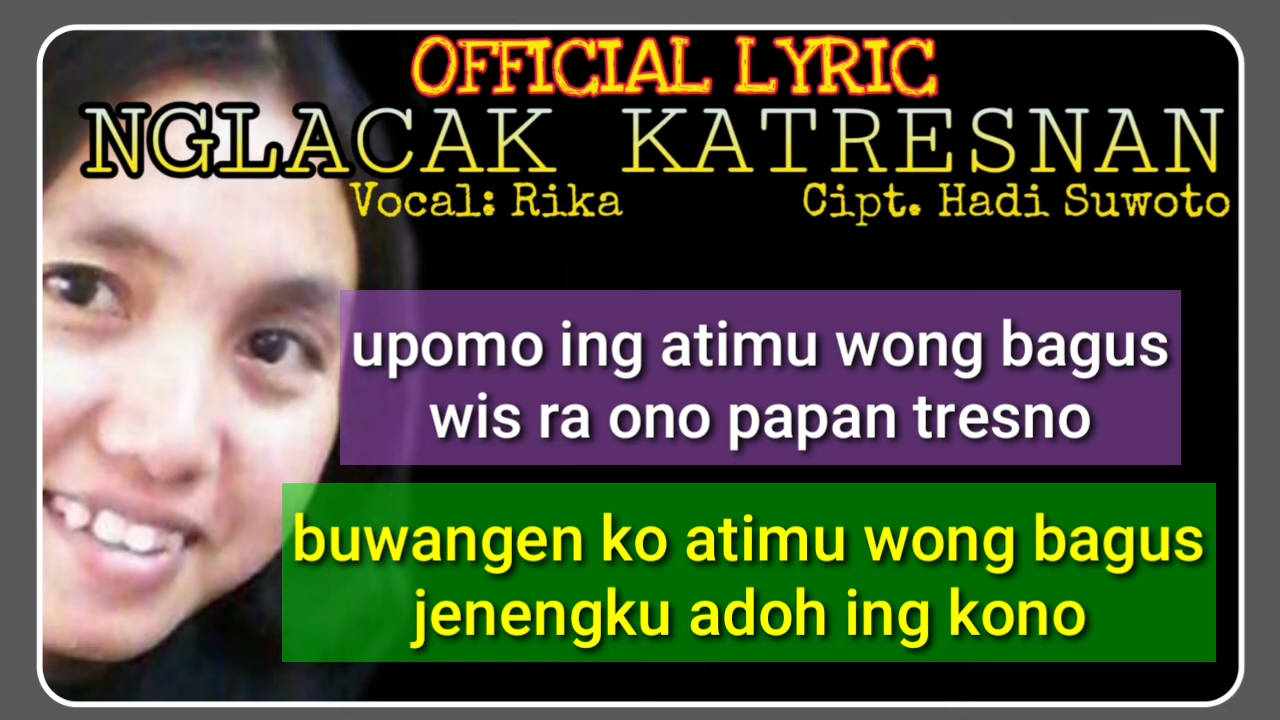 OFFICIAL LYRIC
NGLACAK KATRESNAN
Vocal: Rika Cipt. Hadi Suwoto
upomo ing atimu wong bagus
wis ra ono papan tresno
buwangen ko atimu wong bagus
jenengku adoh ing kono